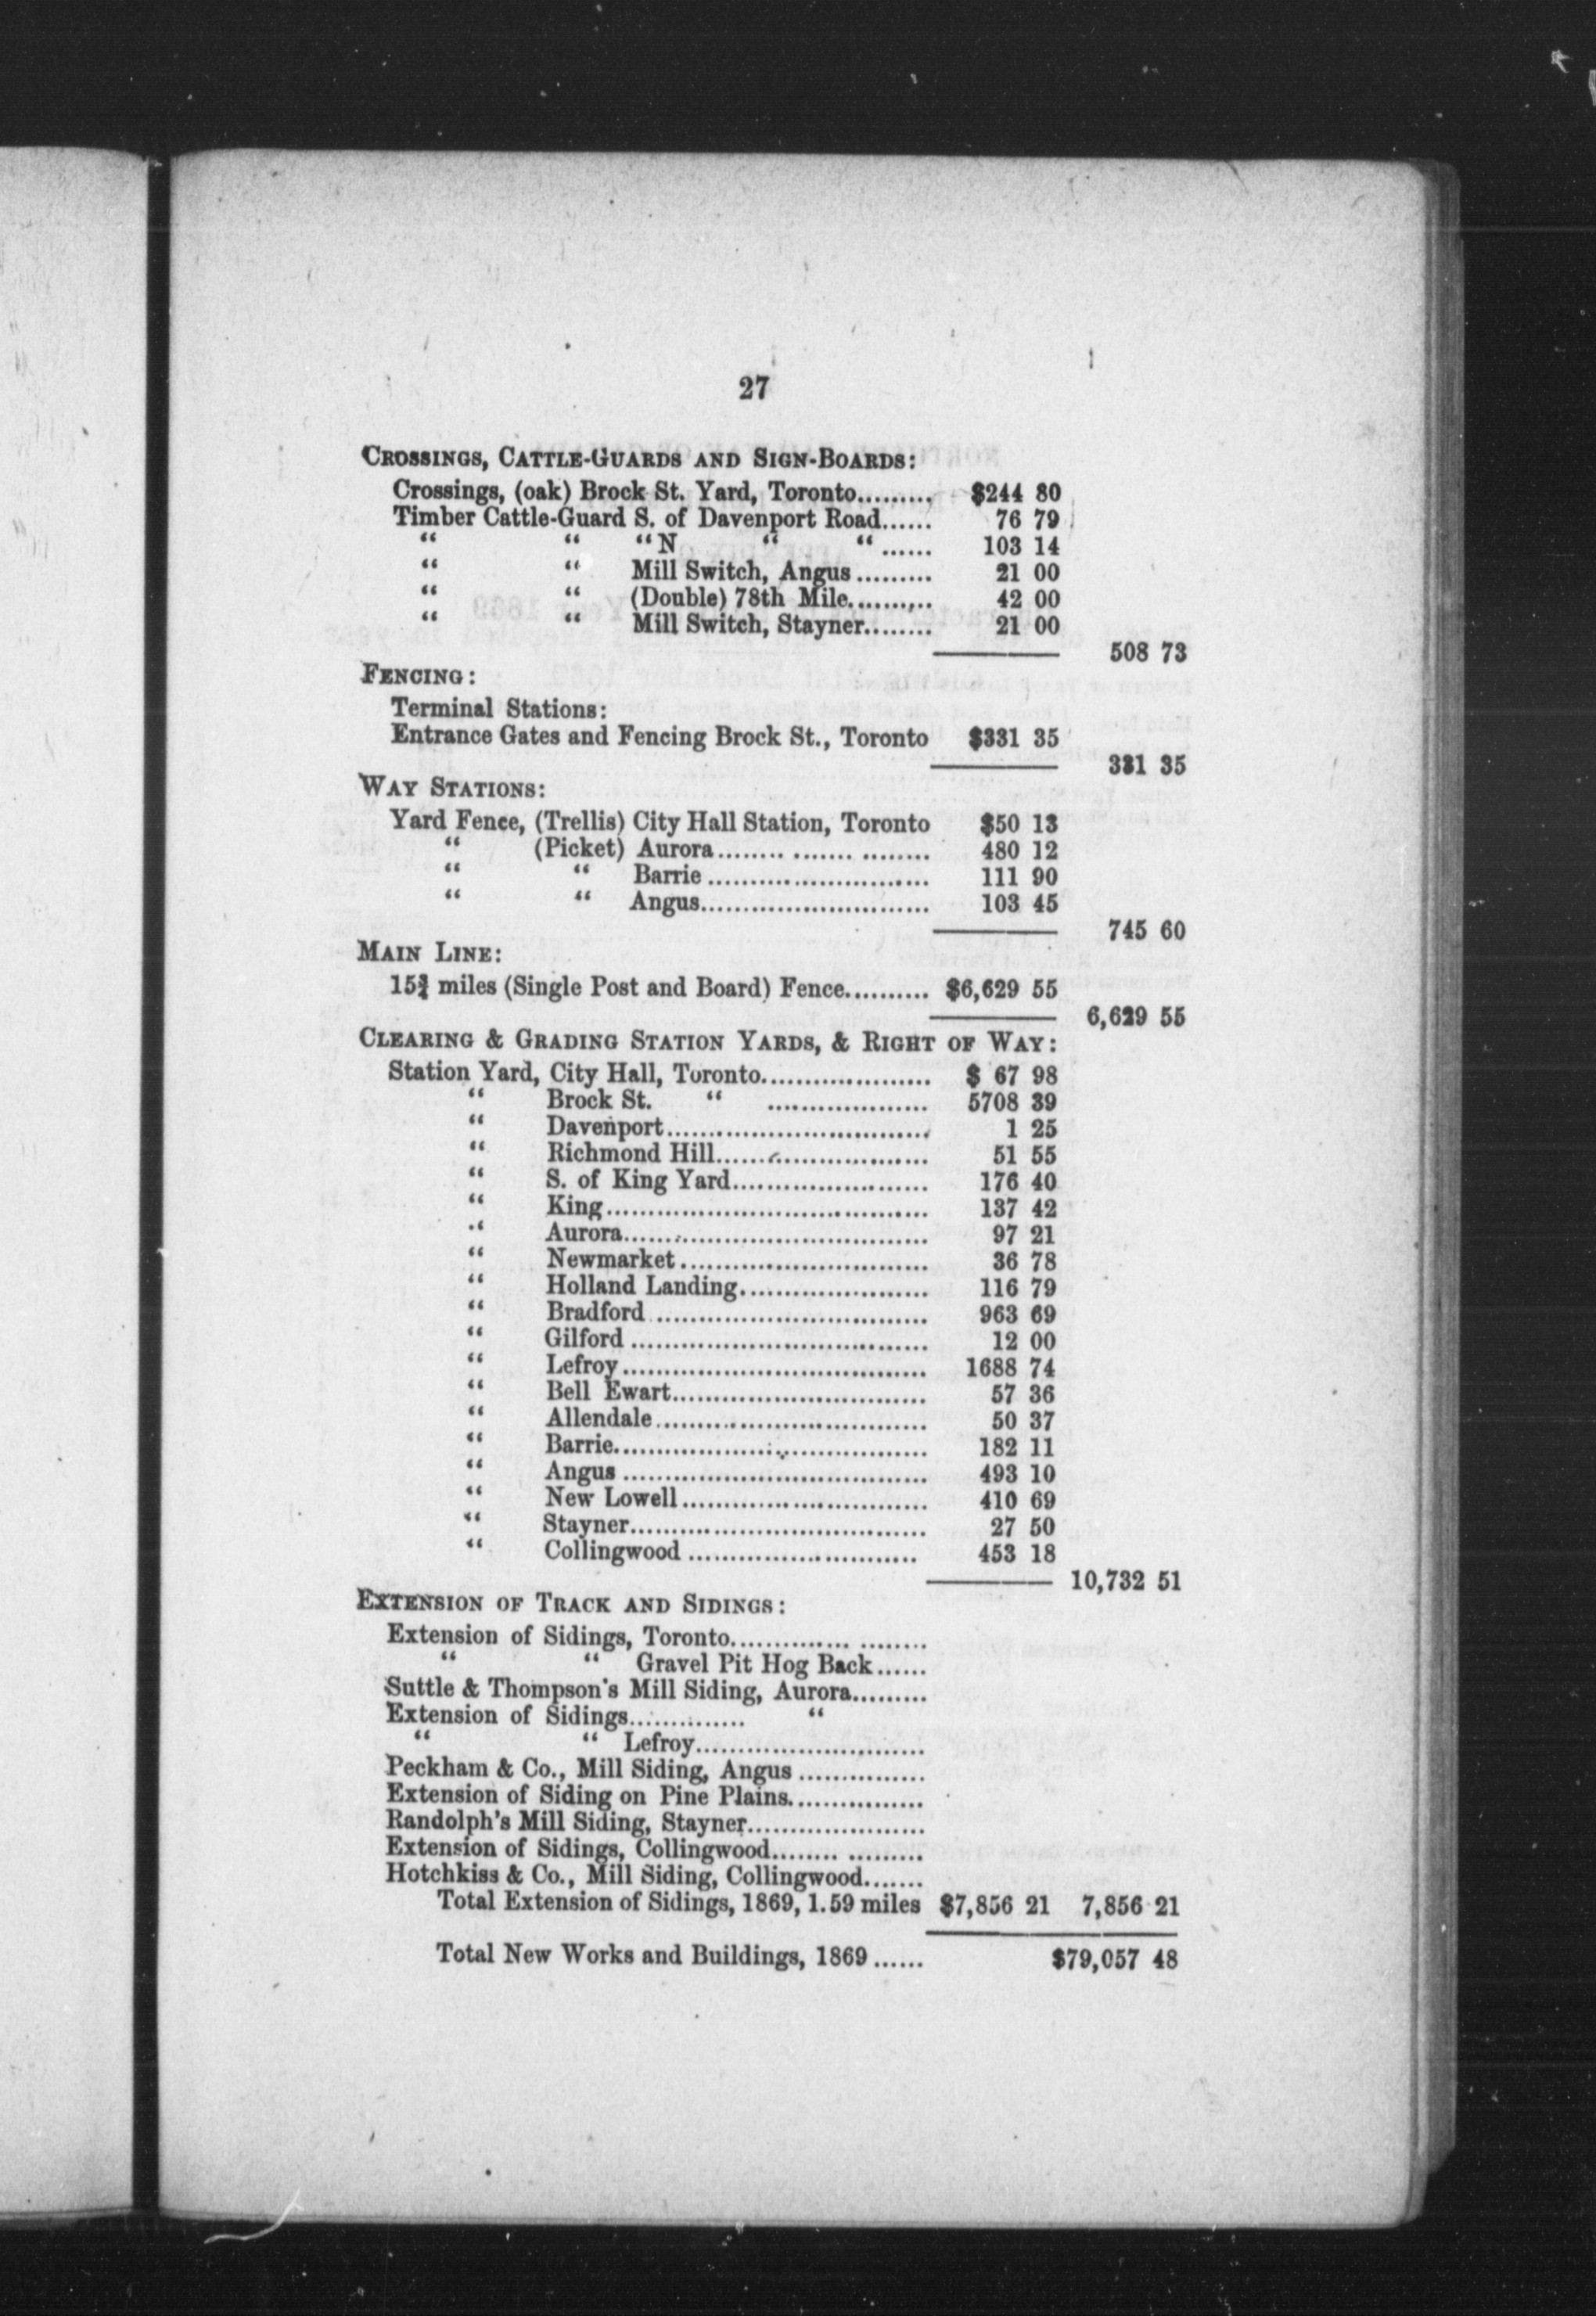 27
CROSSINGS, CATTLE-GUARDS AND SIGN-BOARDS:
Crossings, (oak) Brock St. Yard, Toronto......... $244 80
Timber Cattle-Guard S. of Davenport Road...... 76 79
“ “ “ N “ “ ...... 103 14
“ “ Mill Switch, Angus ......... 21 00
“ “ (Double) 78th Mile.......... 42 00
“ “ Mill Switch, Stayner........ 21 00
508 73
FENCING:
Terminal Stations:
Entrance Gates and Fencing Brock St., Toronto $331 35
331 35
WAY STATIONS:
Yard Fence, (Trellis) City Hall Station, Toronto $50 13
“ (Picket) Aurora........ ....... ........ 480 12
“ “ Barrie .......................... 111 90
“ “ Angus........................... 103 45
745 60
MAIN LINE:
15¾ miles (Single Post and Board) Fence.......... $6,629 55
6,629 55
CLEARING & GRADING STATION YARDS, & RIGHT OF WAY:
Station Yard, City Hall, Toronto.................... $ 67 98
“ Brock St. “ ................... 5708 39
“ Davenport............................... 1 25
“ Richmond Hill......................... 51 55
“ S. of King Yard....................... 176 40
“ King...................................... 137 42
“ Aurora.................................... 97 21
“ Newmarket............................. 36 78
“ Holland Landing...................... 116 79
“ Bradford ................................ 963 69
“ Gilford ................................... 12 00
“ Lefroy.................................... 1688 74
“ Bell Ewart.............................. 57 36
“ Allendale................................ 50 37
“ Barrie..................................... 182 11
“ Angus .................................... 493 10
“ New Lowell............................. 410 69
“ Stayner................................... 27 50
“ Collingwood ........................... 453 18
10,732 51
EXTENSION OF TRACK AND SIDINGS:
Extension of Sidings, Toronto.............. ........
“ “ Gravel Pit Hog Back......
Suttle & Thompson's Mill Siding, Aurora.........
Extension of Sidings.............. “
“ “ Lefroy...........................
Peckham & Co., Mill Siding, Angus ...............
Extension of Siding on Pine Plains................
Randolph's Mill Siding, Stayner.....................
Extension of Sidings, Collingwood........ .........
Hotchkiss & Co., Mill Siding, Collingwood.......
Total Extension of Sidings, 1869, 1.59 miles $7,856 21 7,856 21
Total New Works and Buildings, 1869 ...... $79,057 48